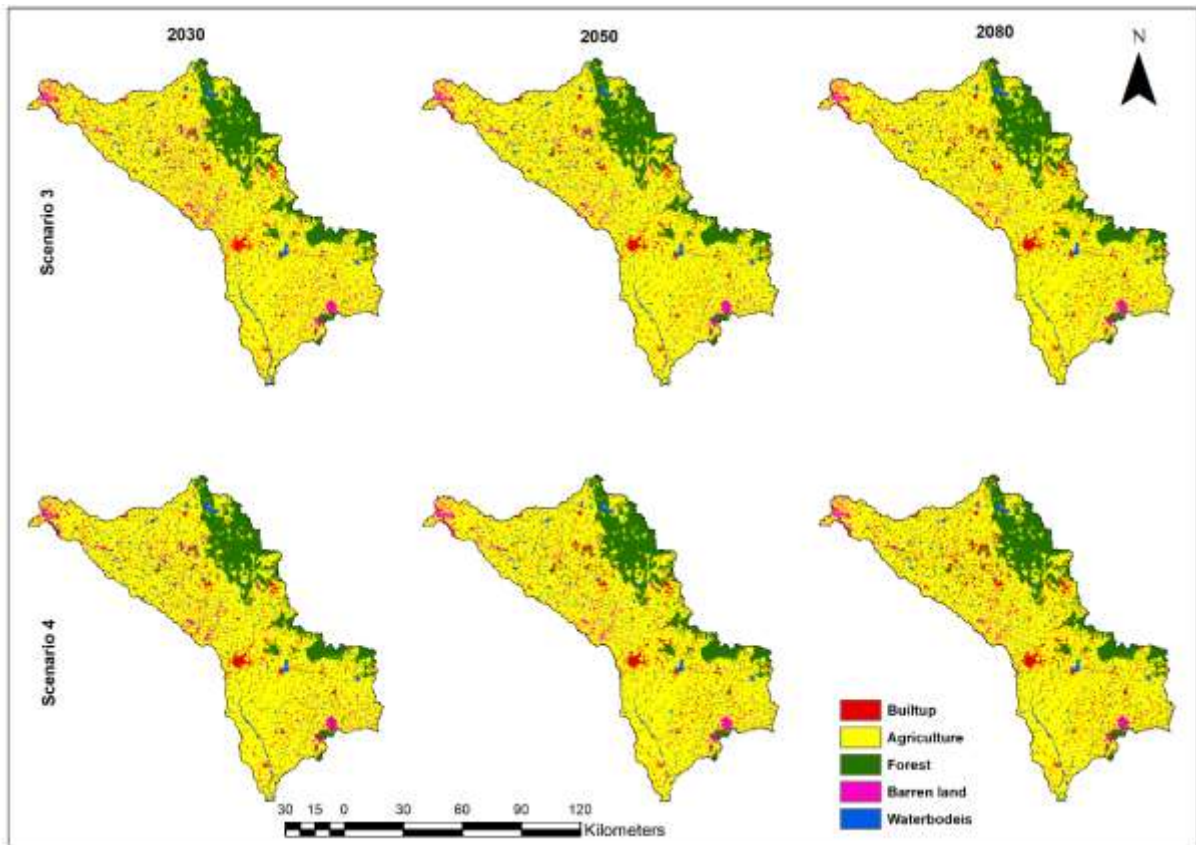 2030
2050
2080
N
Scenario 3
Scenario 4
Builtup
Agriculture
Forest
Barren land
Waterbodeis
30 15 0 30 60 90 120
Kilometers